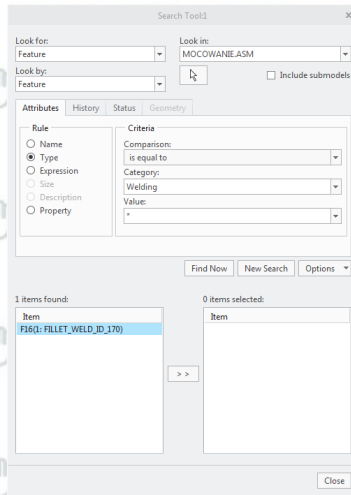 Search Tool:1 x
Look for: Look in:
Feature MOCOWANIE.ASM
Look by:
Feature Include submodels
Attributes History Status Geometry
Rule Criteria
Name Comparison:
Type is equal to
Expression Category:
Size Welding
Description Value:
Property *
Find Now New Search Options
1 items found: 0 items selected:
Item Item
F16(1: FILLET_WELD_ID_170)
> >
Close